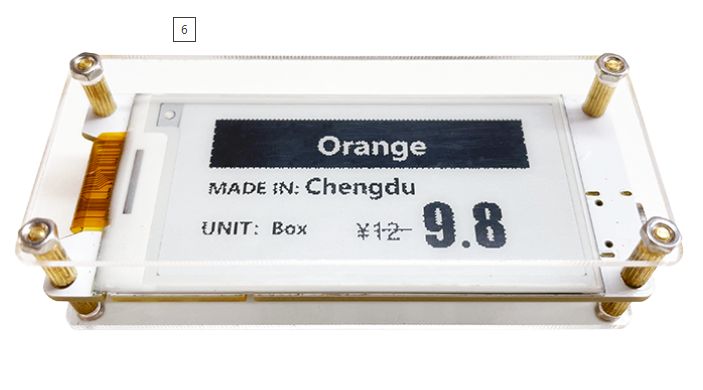 6
Orange
MADE IN: Chengdu
UNIT: Box ¥12 9.8